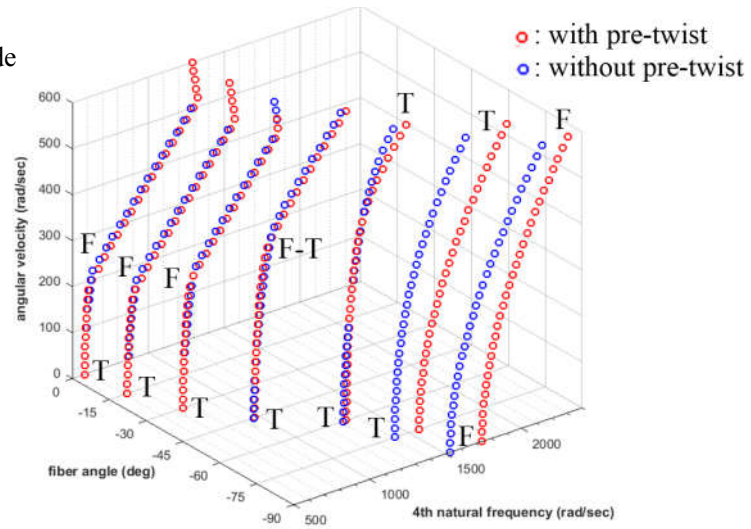 de
: with pre-twist
: without pre-twist
600
500
400
300
200
100
0
angular velocity (rad/sec)
0
-15
-30
-45
-60
-75
-90
fiber angle (deg)
500
1000
1500
2000
4th natural frequency (rad/sec)
T
T
F
F
F
F
F-T
T
T
T
T
T
T
F